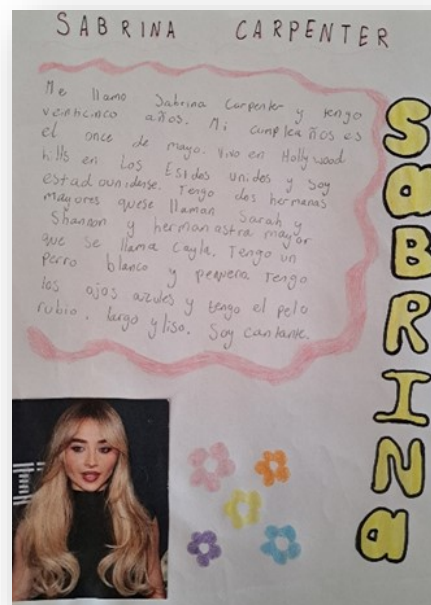 SABRINA CARPENTER
Me llamo Sabrina Carpenter y tengo
veinticinco años. Mi cumpleaños es
el once de mayo. Vivo en Hollywood
hills en Los Estados unidos y Soy
estadounidense. Tengo dos hermanas
mayores quese llaman Sarah y
Shannon y hermanastra mayor
que se llama Cayla. Tengo un
perro blanco y pequeña Tengo
los ojos azules y tengo el pelo
rubio, largo y liso. Soy cantante.
SaBRINa